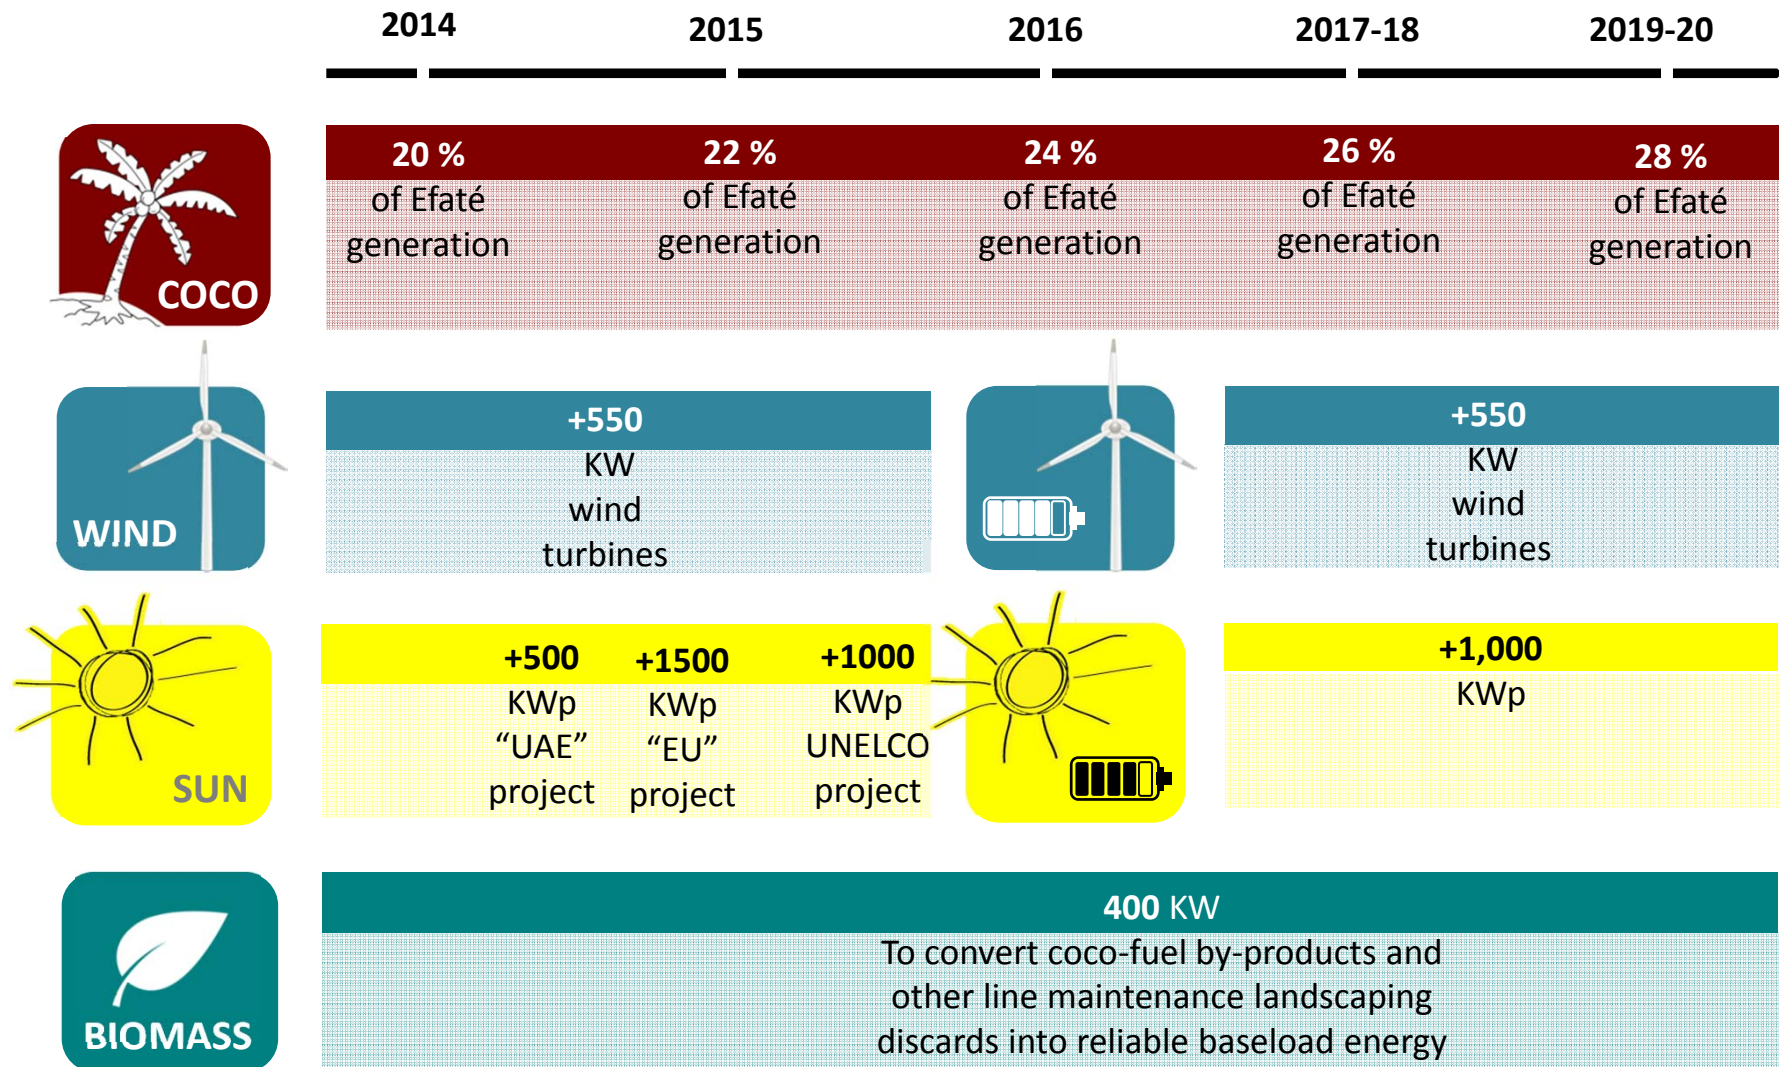 2014 2015 2016 2017-18 2019-20
20 % 22 % 24 % 26 % 28 %
of Efaté of Efaté of Efaté of Efaté of Efaté
generation generation generation generation generation
COCO
+550 +550
KW KW
wind wind
turbines turbines
WIND
+500 +1500 +1000 +1,000
KWp KWp KWp KWp
“UAE” “EU” UNELCO
project project project
SUN
400 KW
To convert coco-fuel by-products and
other line maintenance landscaping
discards into reliable baseload energy
BIOMASS